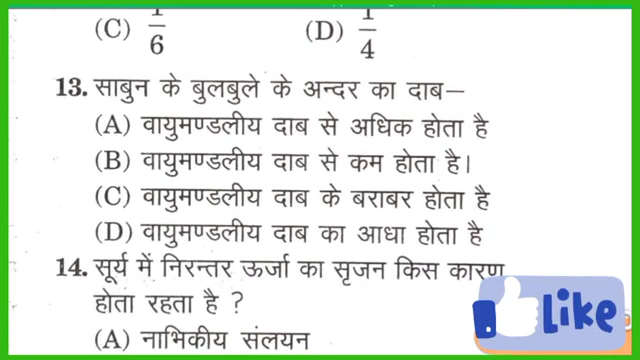 (C) 1/6 (D) 1/4
13. साबुन के बुलबुले के अन्दर का दाब–
(A) वायुमण्डलीय दाब से अधिक होता है
(B) वायुमण्डलीय दाब से कम होता है।
(C) वायुमण्डलीय दाब के बराबर होता है
(D) वायुमण्डलीय दाब का आधा होता है
14. सूर्य में निरन्तर ऊर्जा का सृजन किस कारण
होता रहता है ?
(A) नाभिकीय संलयन
Like